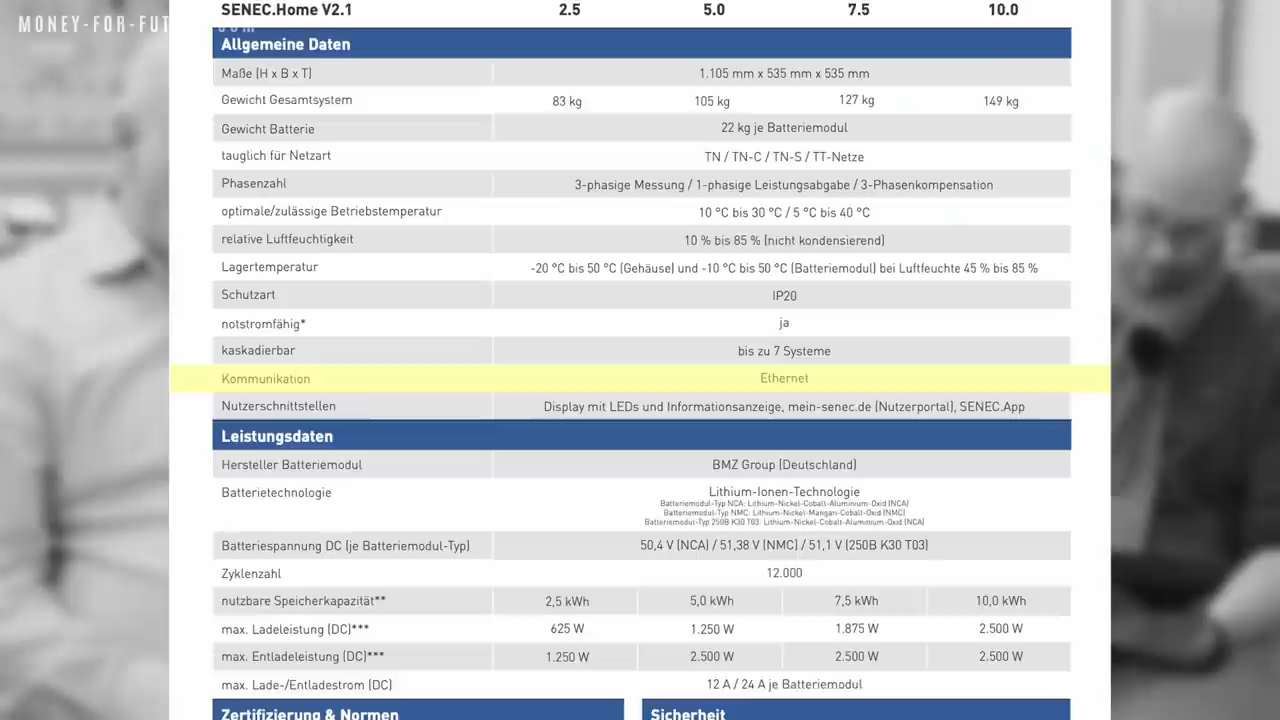 MONEY-FOR-FUT
SENEC.Home V2.1 2.5 5.0 7.5 10.0
Allgemeine Daten
Maße (H x B x T) 1.105 mm x 535 mm x 535 mm
Gewicht Gesamtsystem 83 kg 105 kg 127 kg 149 kg
Gewicht Batterie 22 kg je Batteriemodul
tauglich für Netzart TN / TN-C / TN-S / TT-Netze
Phasenzahl 3-phasige Messung / 1-phasige Leistungsabgabe / 3-Phasenkompensation
optimale/zulässige Betriebstemperatur 10 °C bis 30 °C / 5 °C bis 40 °C
relative Luftfeuchtigkeit 10 % bis 85 % (nicht kondensierend)
Lagertemperatur -20 °C bis 50 °C (Gehäuse) und -10 °C bis 50 °C (Batteriemodul) bei Luftfeuchte 45 % bis 85 %
Schutzart IP20
notstromfähig* ja
kaskadierbar bis zu 7 Systeme
Kommunikation Ethernet
Nutzerschnittstellen Display mit LEDs und Informationsanzeige, mein-senec.de (Nutzerportal), SENEC.App
Leistungsdaten
Hersteller Batteriemodul BMZ Group (Deutschland)
Batterietechnologie Lithium-Ionen-Technologie
Batteriemodul-Typ NCA: Lithium-Nickel-Cobalt-Aluminium-Oxid (NCA)
Batteriemodul-Typ NMC: Lithium-Nickel-Mangan-Cobalt-Oxid (NMC)
Batteriemodul-Typ 250B K30 T03: Lithium-Nickel-Cobalt-Aluminium-Oxid (NCA)
Batteriespannung DC (je Batteriemodul-Typ) 50,4 V (NCA) / 51,38 V (NMC) / 51,1 V (250B K30 T03)
Zyklenzahl 12.000
nutzbare Speicherkapazität** 2,5 kWh 5,0 kWh 7,5 kWh 10,0 kWh
max. Ladeleistung (DC)*** 625 W 1.250 W 1.875 W 2.500 W
max. Entladeleistung (DC)*** 1.250 W 2.500 W 2.500 W 2.500 W
max. Lade-/Entladestrom (DC) 12 A / 24 A je Batteriemodul
Zertifizierung & Normen Sicherheit